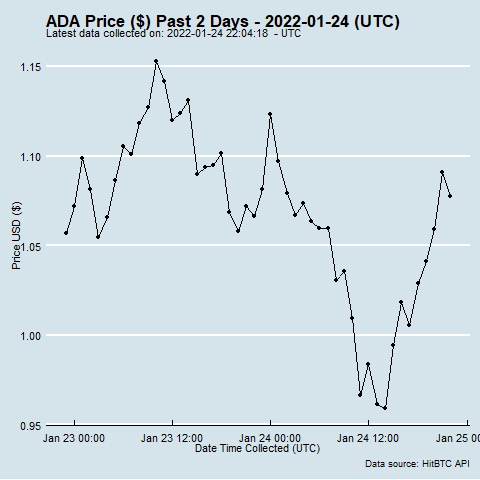 ADA Price ($) Past 2 Days - 2022-01-24 (UTC)
Latest data collected on: 2022-01-24 22:04:18 - UTC
Price USD ($)
1.15
1.10
1.05
1.00
0.95
Jan 23 00:00 Jan 23 12:00 Jan 24 00:00 Jan 24 12:00 Jan 25 00
Date Time Collected (UTC)
Data source: HitBTC API